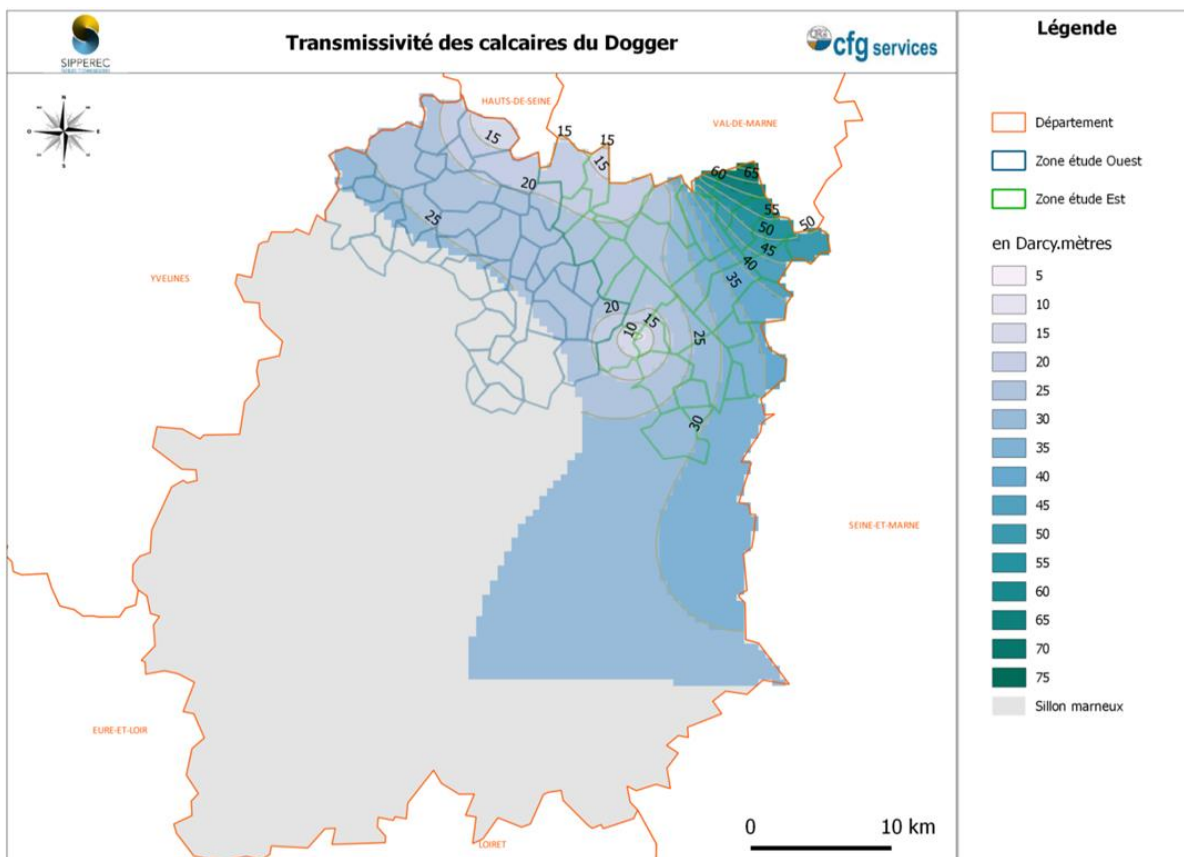 SIPPEREC
Transmissivité des calcaires du Dogger
cfg services
Légende
N
S
E
O
HAUTS-DE-SEINE
VAL-DE-MARNE
YVELINES
SEINE-ET-MARNE
EURE-ET-LOIR
LOIRET
15
15
15
15
20
25
60
65
55
50
50
45
40
35
20
15
10
25
30
0
10 km
Département
Zone étude Ouest
Zone étude Est
en Darcy.mètres
5
10
15
20
25
30
35
40
45
50
55
60
65
70
75
Sillon marneux